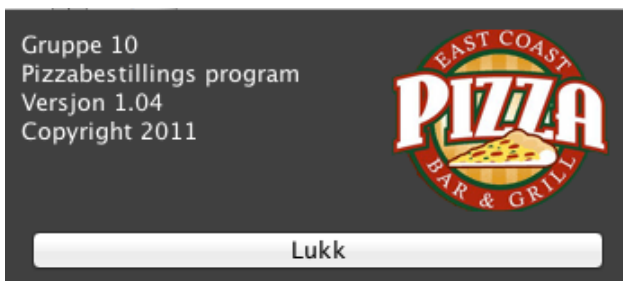 Gruppe 10
Pizzabestillings program
Versjon 1.04
Copyright 2011
EAST COAST
PIZZA
BAR & GRILL
Lukk